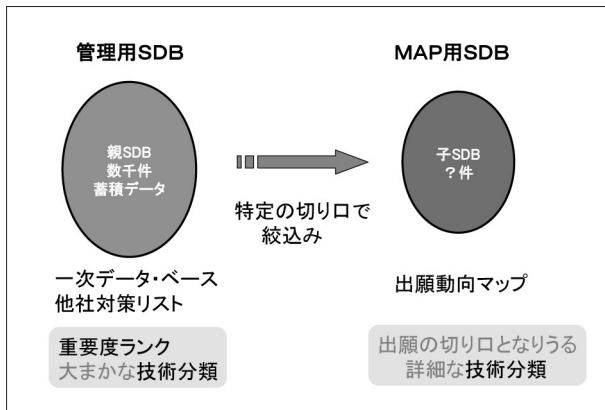 管理用SDB
MAP用SDB
親SDB
数千件
蓄積データ
子SDB
?件
特定の切り口で
絞込み
一次データ・ベース
他社対策リスト
出願動向マップ
重要度ランク
大まかな技術分類
出願の切り口となりうる
詳細な技術分類